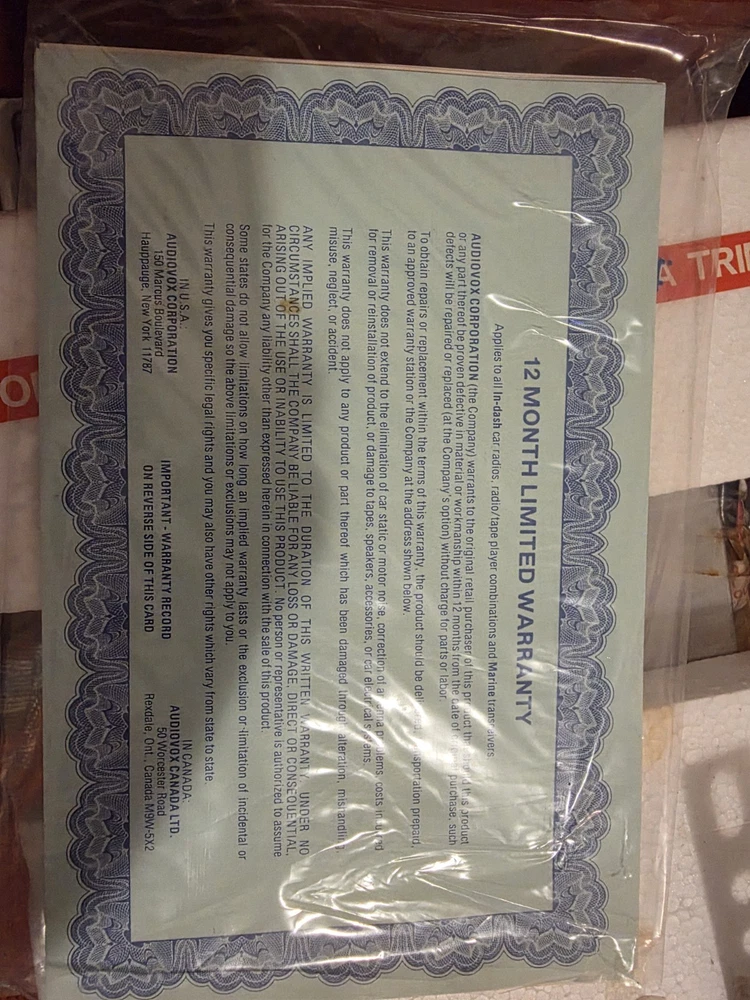 12 MONTH LIMITED WARRANTY
Applies to all In-dash car radios, radio/tape player combinations and Marine
AUDIOVOX CORPORATION (the Company) warrants to the original retail purchaser of this product that should this product
or any part thereof be proven defective in material or workmanship within 12 months from the date of purchase, such
defects will be repaired or replaced (at the Company's option) without charge for parts or labor.
To obtain repairs or replacement within the terms of this warranty, the product should be prepaid,
to an approved warranty station or the Company at the address shown below.
This warranty does not extend to the elimination of car static or motor noise, correction of costs
for removal or reinstallation of product, or damage to tapes, speakers, accessories, or car electrical
This warranty does not apply to any product or part thereof which has been damaged through alteration, mishandling,
misuse, neglect, or accident.
ANY IMPLIED WARRANTY IS LIMITED TO THE DURATION OF THIS WRITTEN WARRANTY. UNDER NO
CIRCUMSTANCES SHALL THE COMPANY BE LIABLE FOR ANY LOSS OR DAMAGE, DIRECT OR CONSEQUENTIAL,
ARISING OUT OF THE USE OR INABILITY TO USE THIS PRODUCT. No person or representative is authorized to assume
for the Company any liability other than expressed herein in connection with the sale of this product.
Some states do not allow limitations on how long an implied warranty lasts or the exclusion or limitation of incidental or
consequential damage so the above limitations or exclusions may not apply to you.
This warranty gives you specific legal rights and you may also have other rights which vary from state to state
IN U.S.A.:
AUDIOVOX CORPORATION
150 Marcus Boulevard
Hauppauge, New York 11787
IMPORTANT - WARRANTY RECORD
ON REVERSE SIDE OF THIS CARD
IN CANADA:
AUDIOVOX CANADA LTD.
50 Worcester Road
Rexdale, Ont., Canada M9W-5X2
A TRI